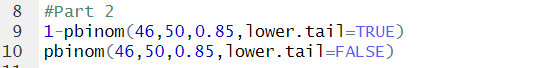 8 #Part 2
9 1-pbinom(46,50,0.85,lower.tail=TRUE)
10 pbinom(46,50,0.85,lower.tail=FALSE)